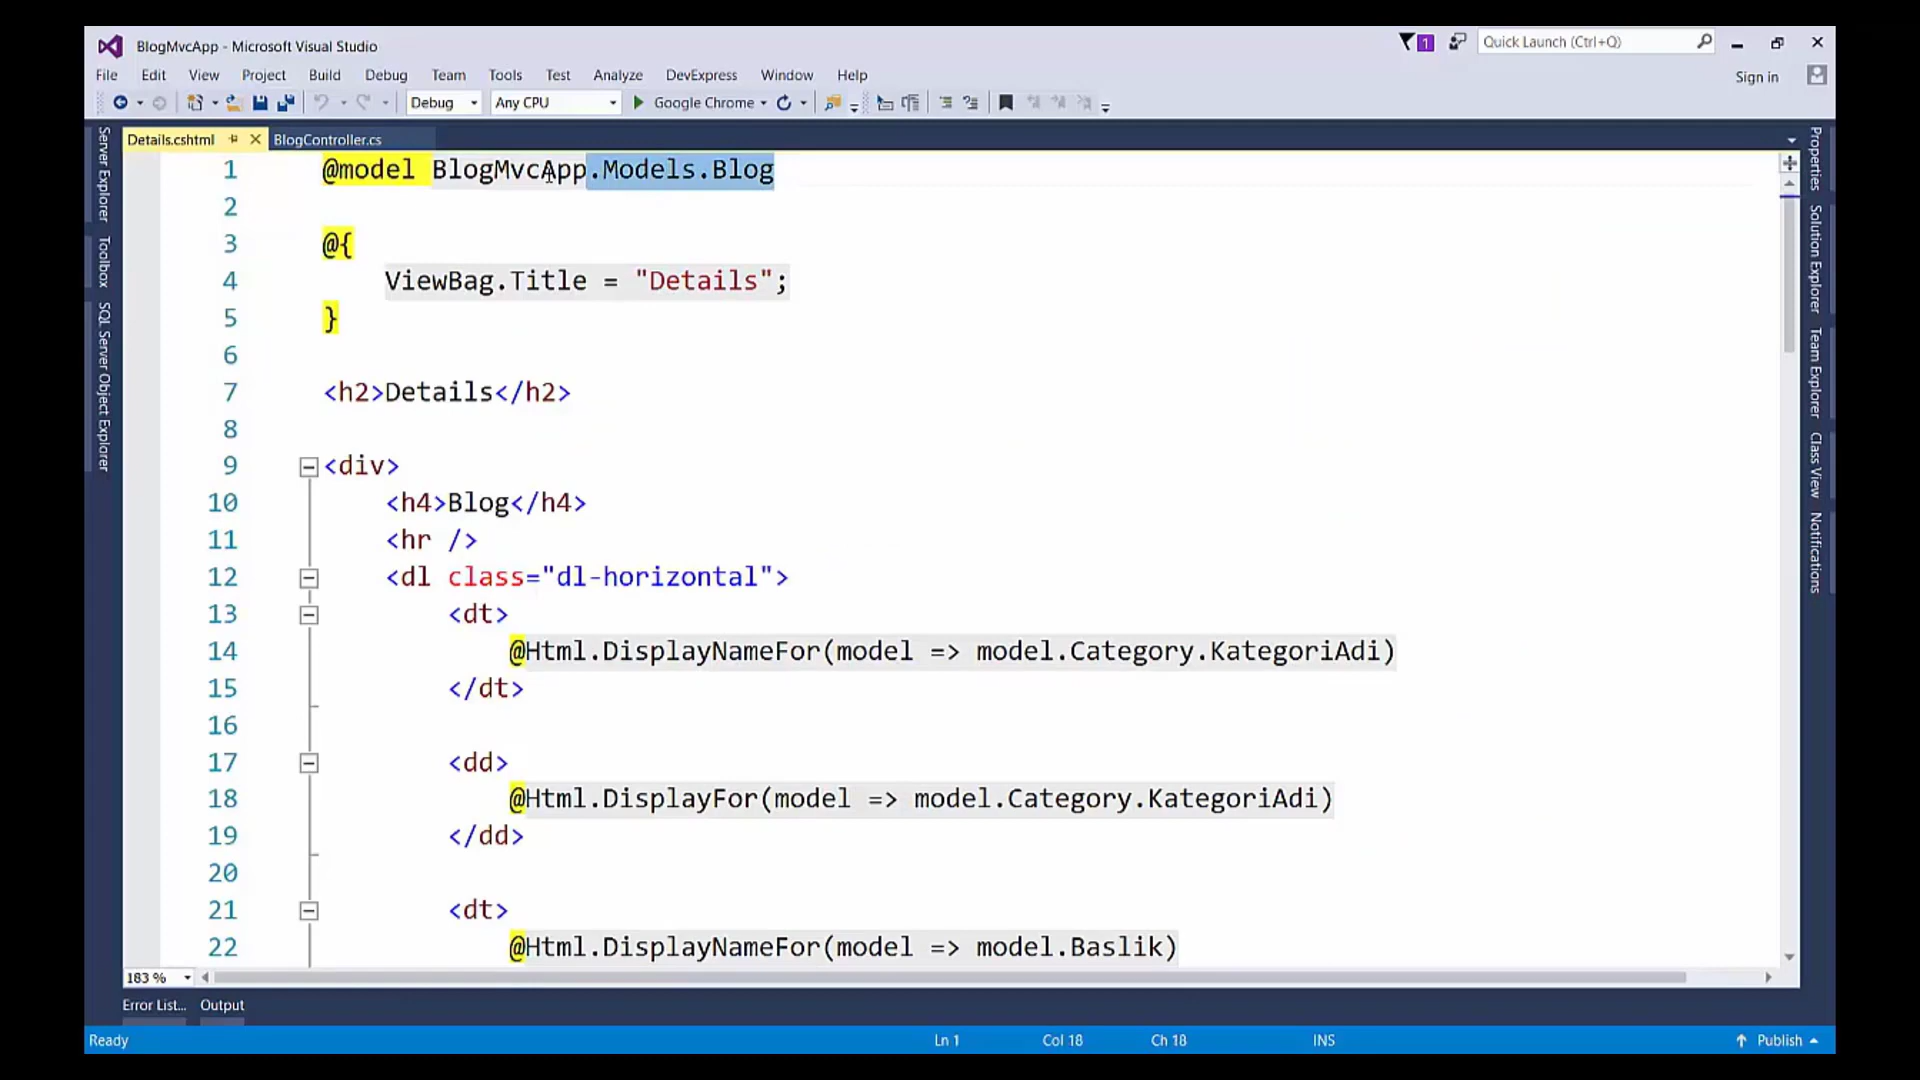 BlogMvcApp - Microsoft Visual Studio
1
Quick Launch (Ctrl+Q)
File Edit View Project Build Debug Team Tools Test Analyze DevExpress Window Help
Sign in
Debug Any CPU Google Chrome
Details.cshtml BlogController.cs
1 @model BlogMvcApp.Models.Blog
2
3 @{
4 ViewBag.Title = "Details";
5 }
6
7 <h2>Details</h2>
8
9 <div>
10 <h4>Blog</h4>
11 <hr />
12 <dl class="dl-horizontal">
13 <dt>
14 @Html.DisplayNameFor(model => model.Category.KategoriAdi)
15 </dt>
16
17 <dd>
18 @Html.DisplayFor(model => model.Category.KategoriAdi)
19 </dd>
20
21 <dt>
22 @Html.DisplayNameFor(model => model.Baslik)
183 %
Server Explorer
Toolbox
SQL Server Object Explorer
Properties
Solution Explorer
Team Explorer
Class View
Notifications
Error List... Output
Ready Ln 1 Col 18 Ch 18 INS Publish